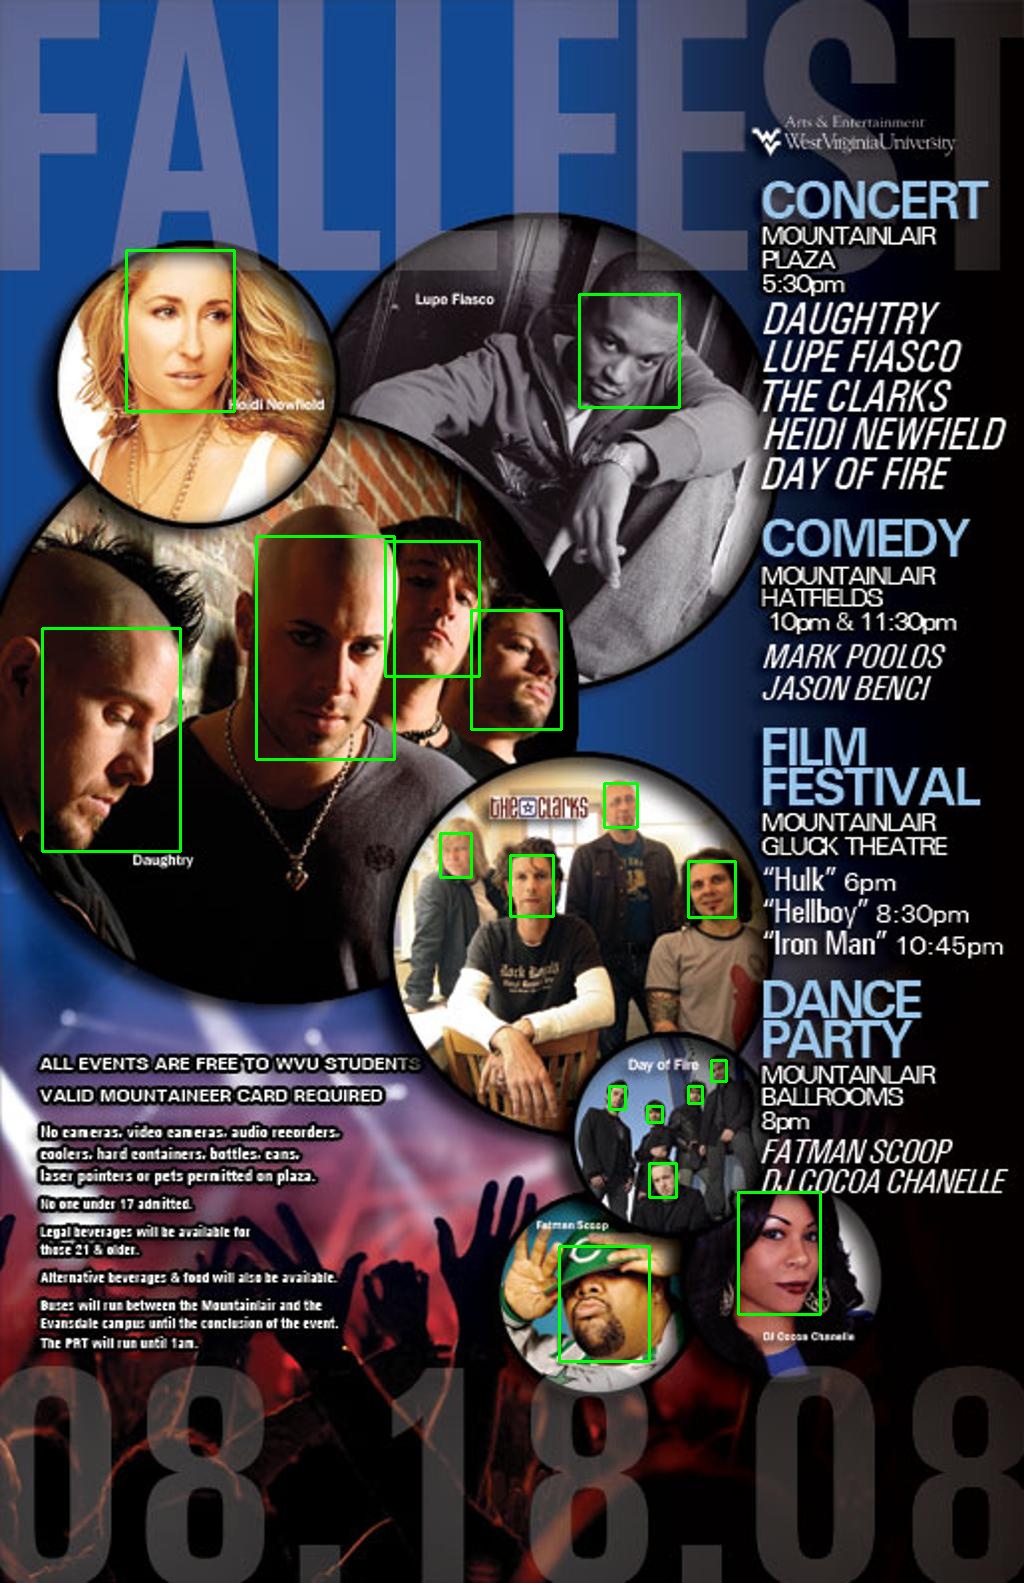 FALLFEST
Arts & Entertainment
WestVirginiaUniversity
CONCERT
MOUNTAINLAIR
PLAZA
5:30pm
DAUGHTRY
LUPE FIASCO
THE CLARKS
HEIDI NEWFIELD
DAY OF FIRE
COMEDY
MOUNTAINLAIR
HATFIELDS
10pm & 11:30pm
MARK POOLOS
JASON BENCI
FILM
FESTIVAL
MOUNTAINLAIR
GLUCK THEATRE
"Hulk" 6pm
"Hellboy" 8:30pm
"Iron Man" 10:45pm
DANCE
PARTY
MOUNTAINLAIR
BALLROOMS
8pm
FATMAN SCOOP
DJ COCOA CHANELLE
Lupe Fiasco
Heidi Newfield
Daughtry
the Clarks
Day of Fire
Fatman Scoop
DJ Cocoa Chanelle
ALL EVENTS ARE FREE TO WVU STUDENTS
VALID MOUNTAINEER CARD REQUIRED
No cameras, video cameras, audio recorders,
coolers, hard containers, bottles, cans,
laser pointers or pets permitted on plaza.
No one under 17 admitted.
Legal beverages will be available for
those 21 & older.
Alternative beverages & food will also be available.
Buses will run between the Mountainlair and the
Evansdale campus until the conclusion of the event.
The PRT will run until 1am.
08.18.08